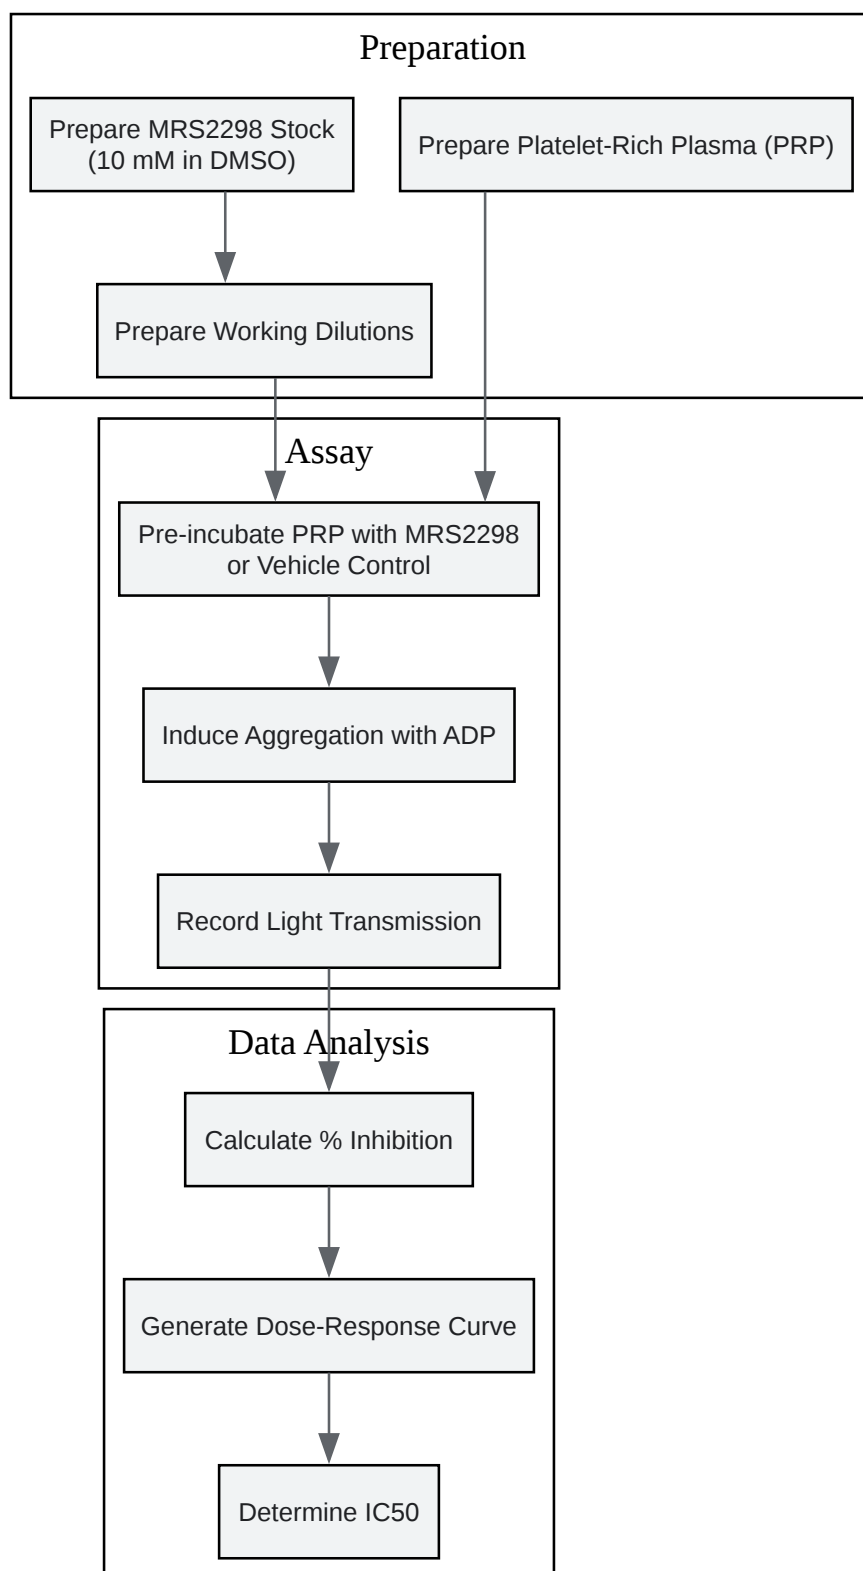 Preparation
Prepare MRS2298 Stock
(10 mM in DMSO)
Prepare Platelet-Rich Plasma (PRP)
Prepare Working Dilutions
Assay
Pre-incubate PRP with MRS2298
or Vehicle Control
Induce Aggregation with ADP
Record Light Transmission
Data Analysis
Calculate % Inhibition
Generate Dose-Response Curve
Determine IC50